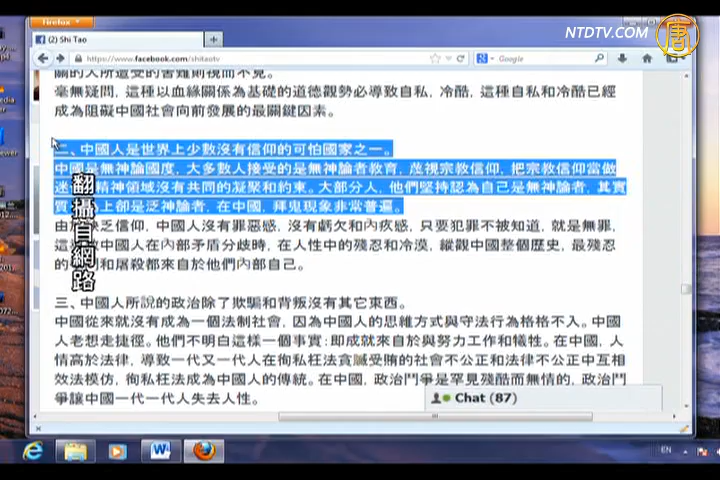 Firefox
NTDTV.COM
唐
(2) Shi Tao
https://www.facebook.com/shitaotv
Google
關的人所遭受的苦難則視而不見。
毫無疑問，這種以血緣關係為基礎的道德觀勢必導致自私，冷酷，這種自私和冷酷已經
成為阻礙中國社會向前發展的最關鍵因素。
二、中國人是世界上少數沒有信仰的可怕國家之一。
中國是無神論國度，大多數人接受的是無神論者教育，蔑視宗教信仰，把宗教信仰當做
迷 精神領域沒有共同的凝聚和約束。大部分人，他們堅持認為自己是無神論者，其實
質 上卻是泛神論者，在中國，拜鬼現象非常普遍。
由於缺乏信仰，中國人沒有罪惡感，沒有虧欠和內疚感，只要犯罪不被知道，就是無罪，
這 致中國人在內部矛盾分歧時，在人性中的殘忍和冷漠，縱觀中國整個歷史，最殘忍
的 和屠殺都來自於他們內部自己。
翻攝自網路
三、中國人所說的政治除了欺騙和背叛沒有其它東西。
中國從來就沒有成為一個法制社會，因為中國人的思維方式與守法行為格格不入。中國
人老想走捷徑。他們不明白這樣一個事實：即成就來自於與努力工作和犧牲。在中國，人
情高於法律，導致一代又一代人在徇私枉法貪贓受賄的社會不公正和法律不公正中互相
效法模仿，徇私枉法成為中國人的傳統。在中國，政治鬥爭是罕見殘酷而無情的，政治鬥
爭讓中國一代一代人失去人性。
Chat (87)
EN